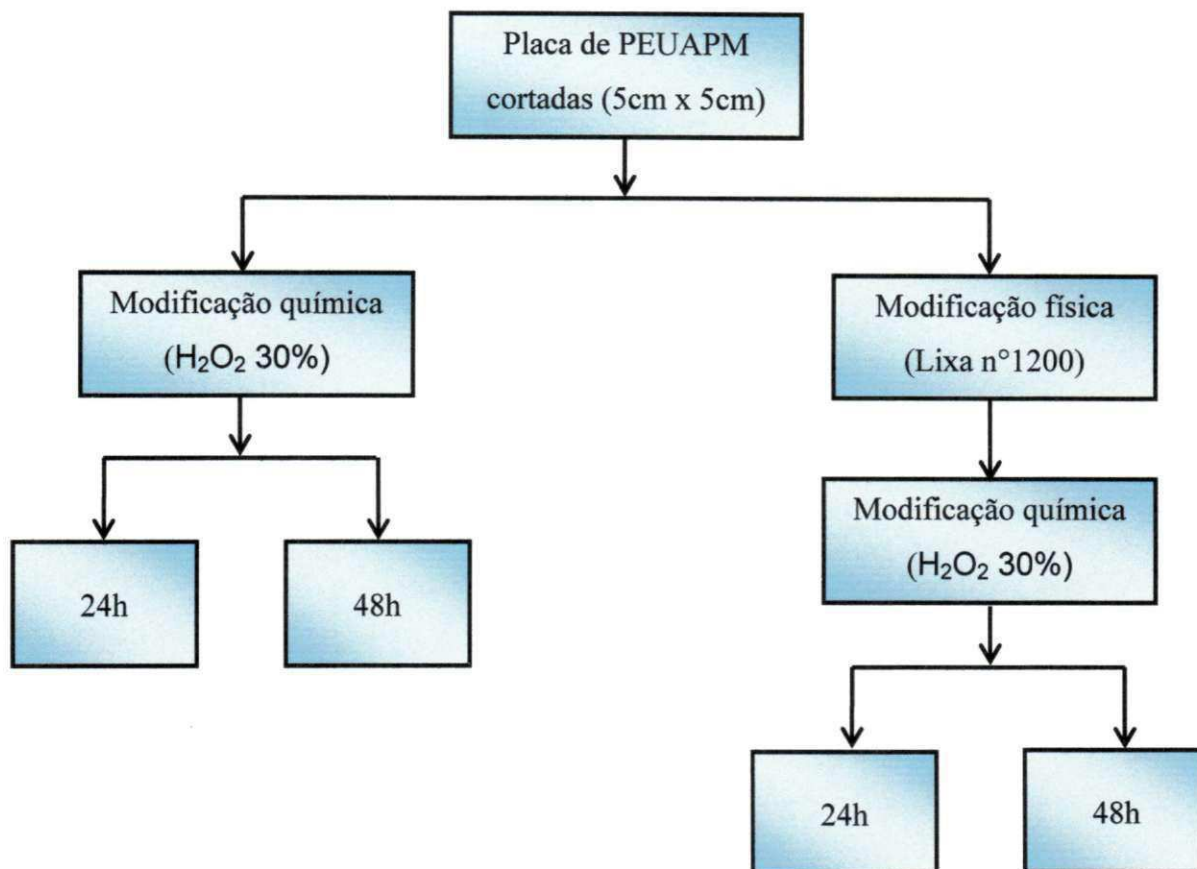 Placa de PEUAPM
cortadas (5cm x 5cm)
Modificação química
(H₂O₂ 30%)
Modificação física
(Lixa n°1200)
Modificação química
(H₂O₂ 30%)
24h
48h
24h
48h